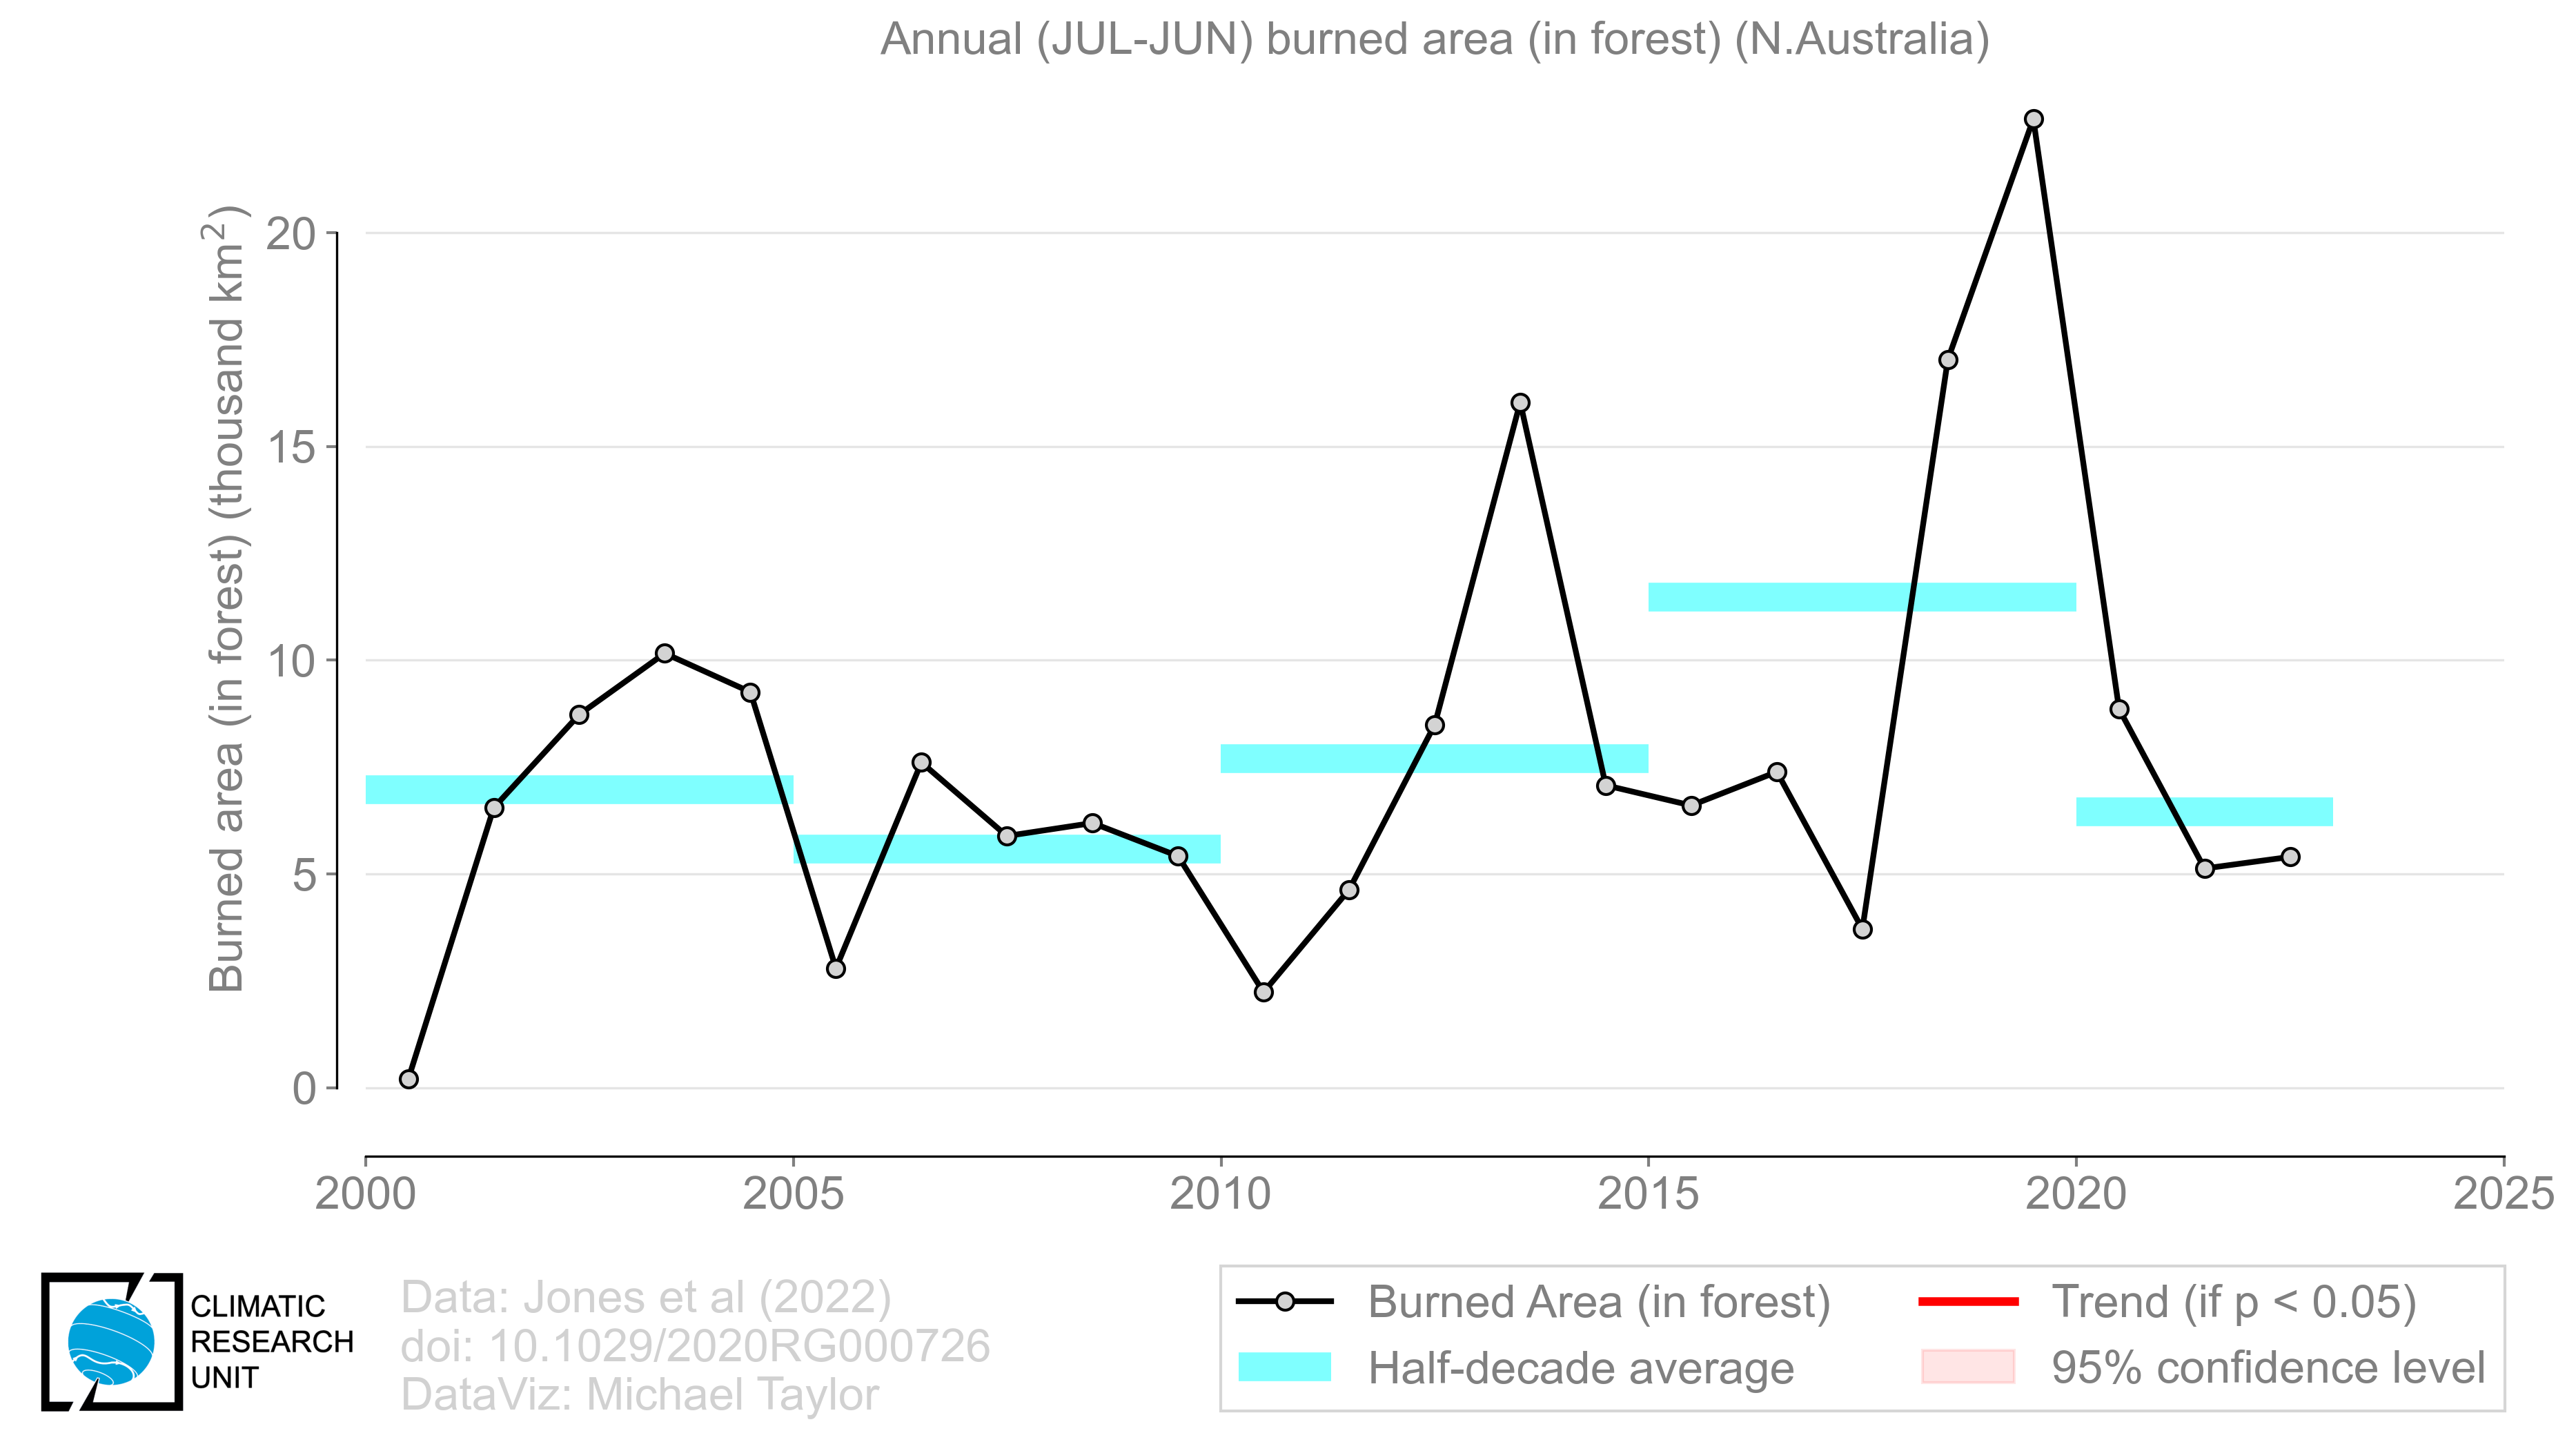 Annual (JUL-JUN) burned area (in forest) (N.Australia)
Burned area (in forest) (thousand km²)
20
15
10
5
0
2000
2005
2010
2015
2020
2025
CLIMATIC
RESEARCH
UNIT
Data: Jones et al (2022)
doi: 10.1029/2020RG000726
DataViz: Michael Taylor
Burned Area (in forest)
Half-decade average
Trend (if p < 0.05)
95% confidence level